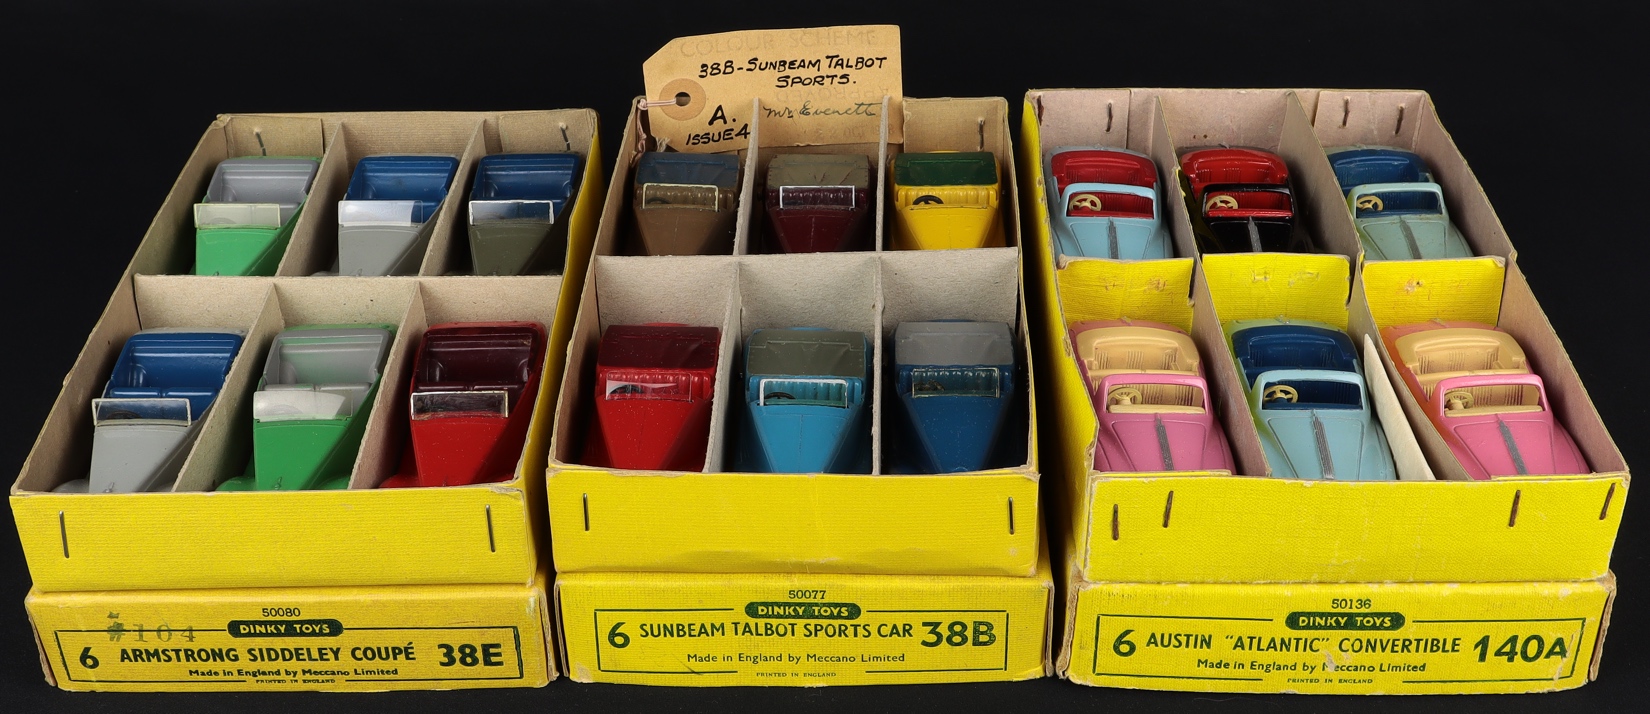 COLOUR SCHEME
38B-SUNBEAM TALBOT
SPORTS.
A.
ISSUE 4
Mr. Everett
50080
#104
DINKY TOYS
6 ARMSTRONG SIDDELEY COUPÉ 38E
Made in England by Meccano Limited
PRINTED IN ENGLAND
50077
DINKY TOYS
6 SUNBEAM TALBOT SPORTS CAR 38B
Made in England by Meccano Limited
PRINTED IN ENGLAND
50136
DINKY TOYS
6 AUSTIN "ATLANTIC" CONVERTIBLE 140A
Made in England by Meccano Limited
PRINTED IN ENGLAND